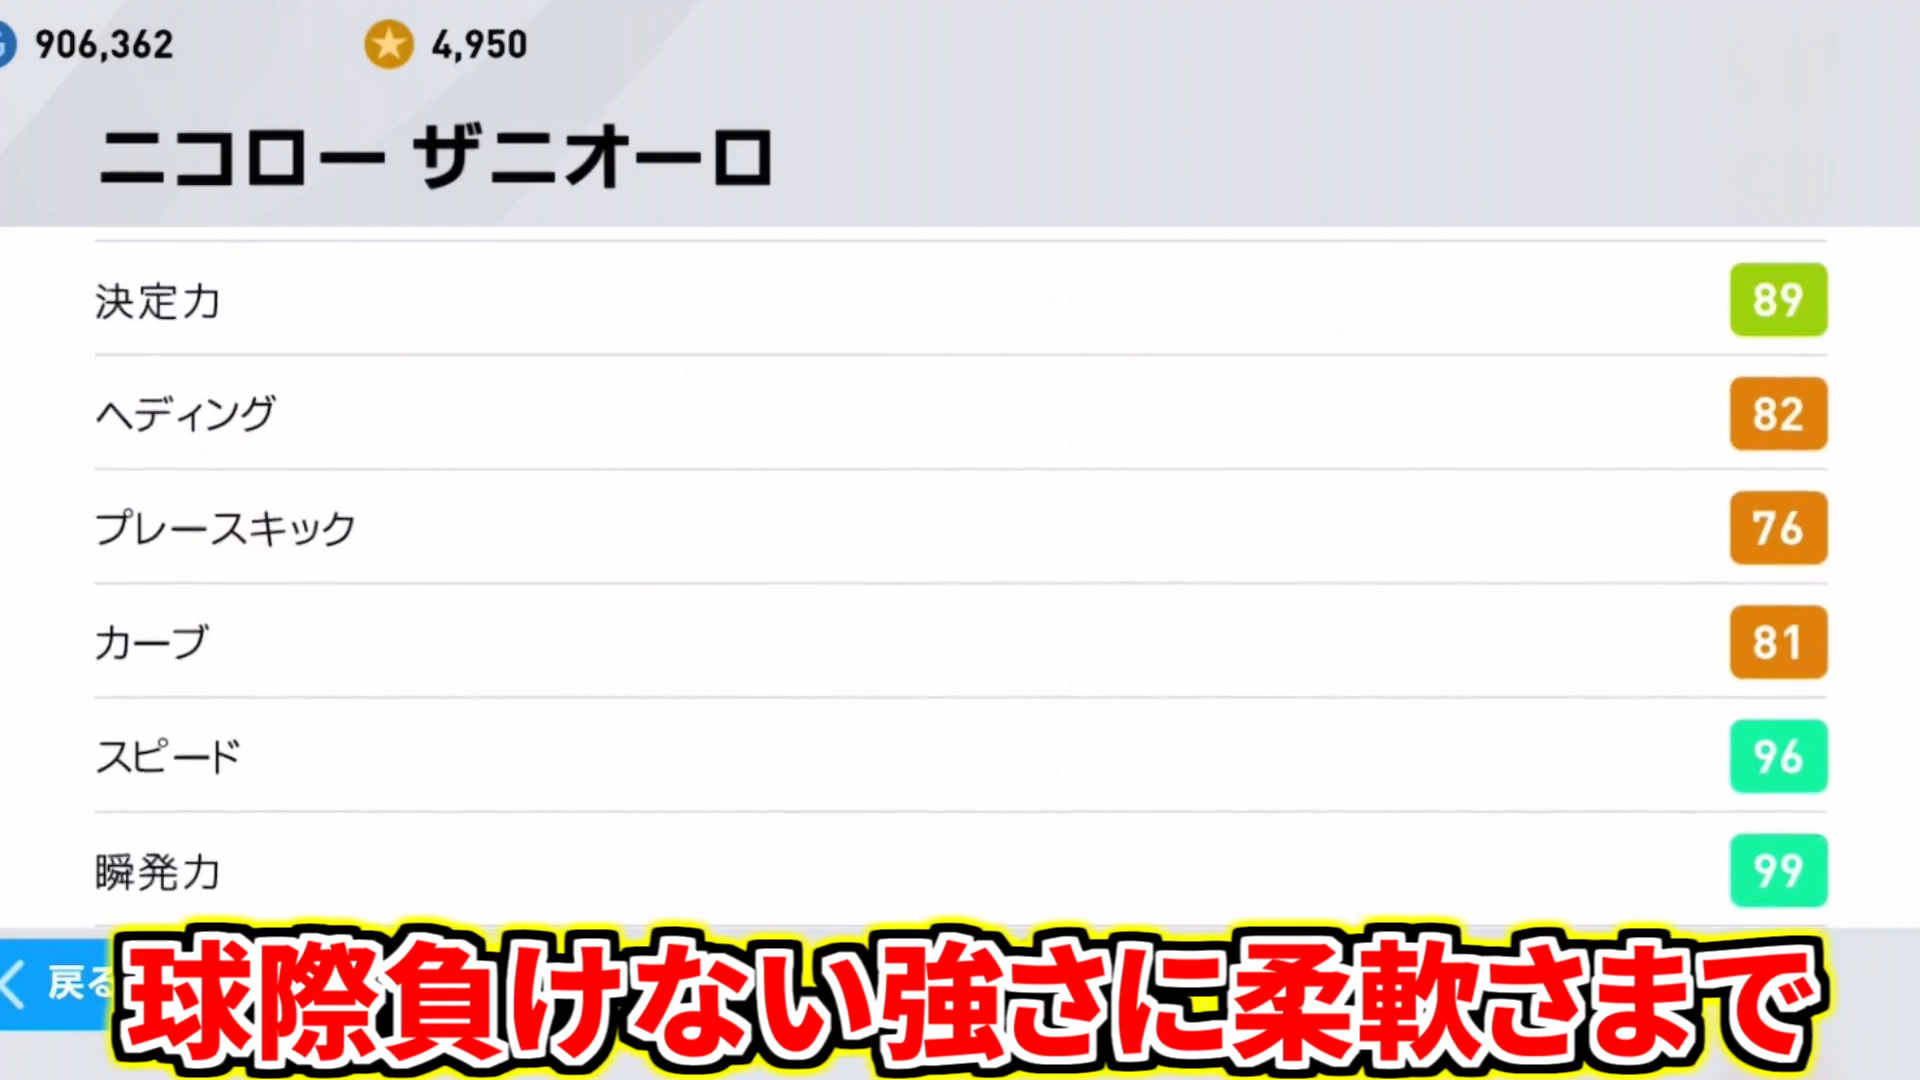 906,362
4,950
ニコロー ザニオーロ
決定力 89
ヘディング 82
プレースキック 76
カーブ 81
スピード 96
瞬発力 99
戻る
球際負けない強さに柔軟さまで